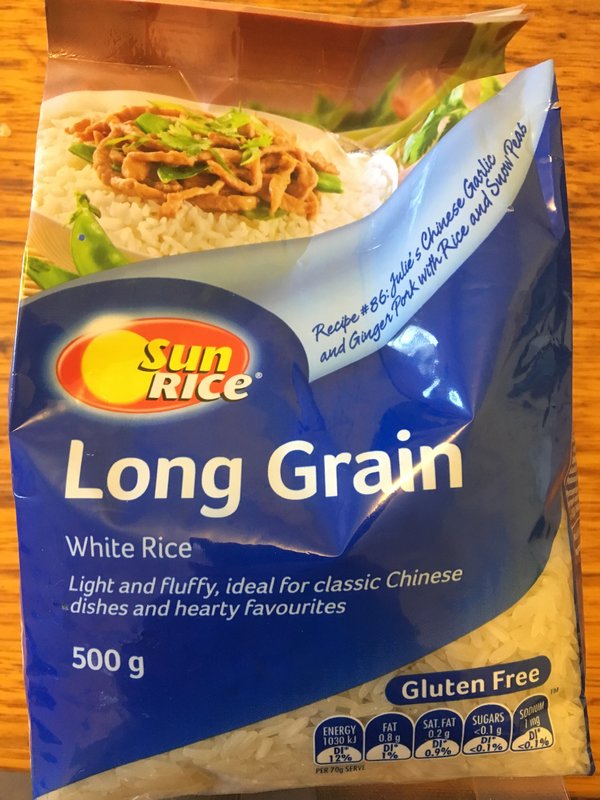 Recipe #86: Julie's Chinese Garlic
and Ginger Pork with Rice and Snow Peas
Sun
RICE®
Long Grain
White Rice
Light and fluffy, ideal for classic Chinese
dishes and hearty favourites
500 g
Gluten Free
TM
ENERGY
1030 kJ
DI*
12%
FAT
0.8 g
DI*
1%
SAT. FAT
0.2 g
DI*
0.9%
SUGARS
<0.1 g
DI*
<0.1%
SODIUM
1 mg
DI*
<0.1%
PER 70g SERVE